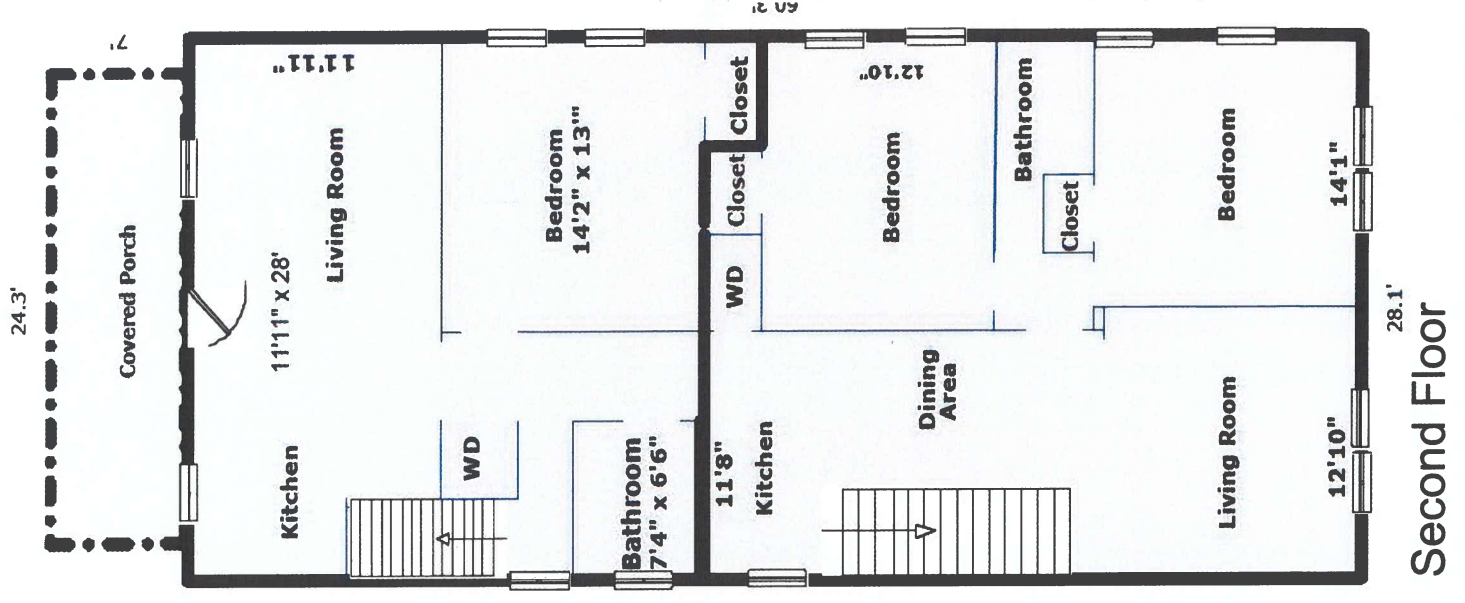 60.3'
7'
11'11"
24.3'
Covered Porch
Living Room
11'11" x 28'
Kitchen
Bedroom
14'2" x 13'"
Closet
Closet
WD
WD
Bathroom
7'4" x 6'6"
12'10"
Bedroom
Bathroom
Closet
Bedroom
14'1"
11'8"
Kitchen
Dining
Area
Living Room
12'10"
28.1'
Second Floor